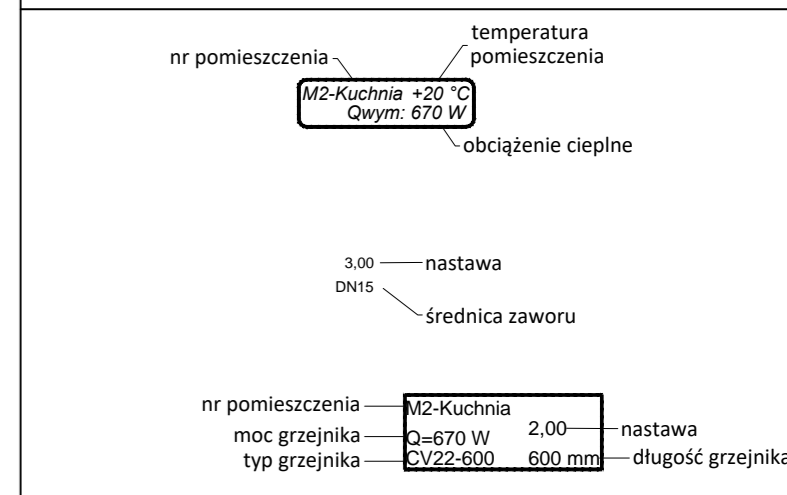 temperatura
nr pomieszczenia pomieszczenia
M2-Kuchnia +20 °C
Qwym: 670 W
obciążenie cieplne
3,00 nastawa
DN15
średnica zaworu
nr pomieszczenia M2-Kuchnia
moc grzejnika Q=670 W 2,00 nastawa
typ grzejnika CV22-600 600 mm długość grzejnika